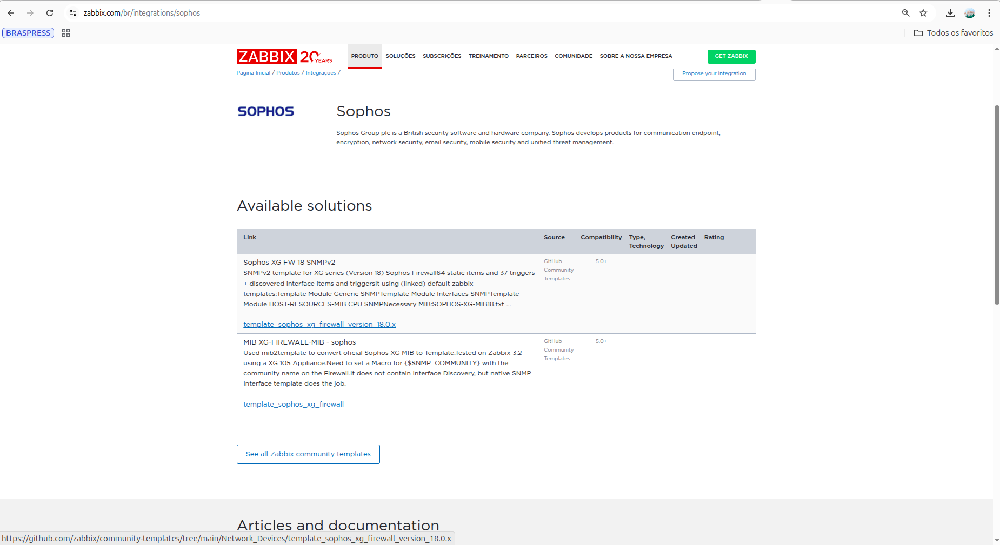 zabbix.com/br/integrations/sophos
BRASPRESS
Todos os favoritos
ZABBIX 20 YEARS
PRODUTO SOLUÇÕES SUBSCRIÇÕES TREINAMENTO PARCEIROS COMUNIDADE SOBRE A NOSSA EMPRESA
GET ZABBIX
Página Inicial / Produtos / Integrações /
Propose your integration
SOPHOS
Sophos
Sophos Group plc is a British security software and hardware company. Sophos develops products for communication endpoint,
encryption, network security, email security, mobile security and unified threat management.
Available solutions
Link Source Compatibility Type, Technology Created Updated Rating
Sophos XG FW 18 SNMPv2
SNMPv2 template for XG series (Version 18) Sophos Firewall64 static items and 37 triggers
+ discovered interface items and triggersIt using (linked) default zabbix
templates:Template Module Generic SNMPTemplate Module Interfaces SNMPTemplate
Module HOST-RESOURCES-MIB CPU SNMPNecessary MIB:SOPHOS-XG-MIB18.txt ...
template_sophos_xg_firewall_version_18.0.x
GitHub
Community
Templates
5.0+
MIB XG-FIREWALL-MIB - sophos
Used mib2template to convert oficial Sophos XG MIB to Template.Tested on Zabbix 3.2
using a XG 105 Appliance.Need to set a Macro for {$SNMP_COMMUNITY} with the
community name on the Firewall.It does not contain Interface Discovery, but native SNMP
Interface template does the job.
template_sophos_xg_firewall
GitHub
Community
Templates
5.0+
See all Zabbix community templates
Articles and documentation
https://github.com/zabbix/community-templates/tree/main/Network_Devices/template_sophos_xg_firewall_version_18.0.x